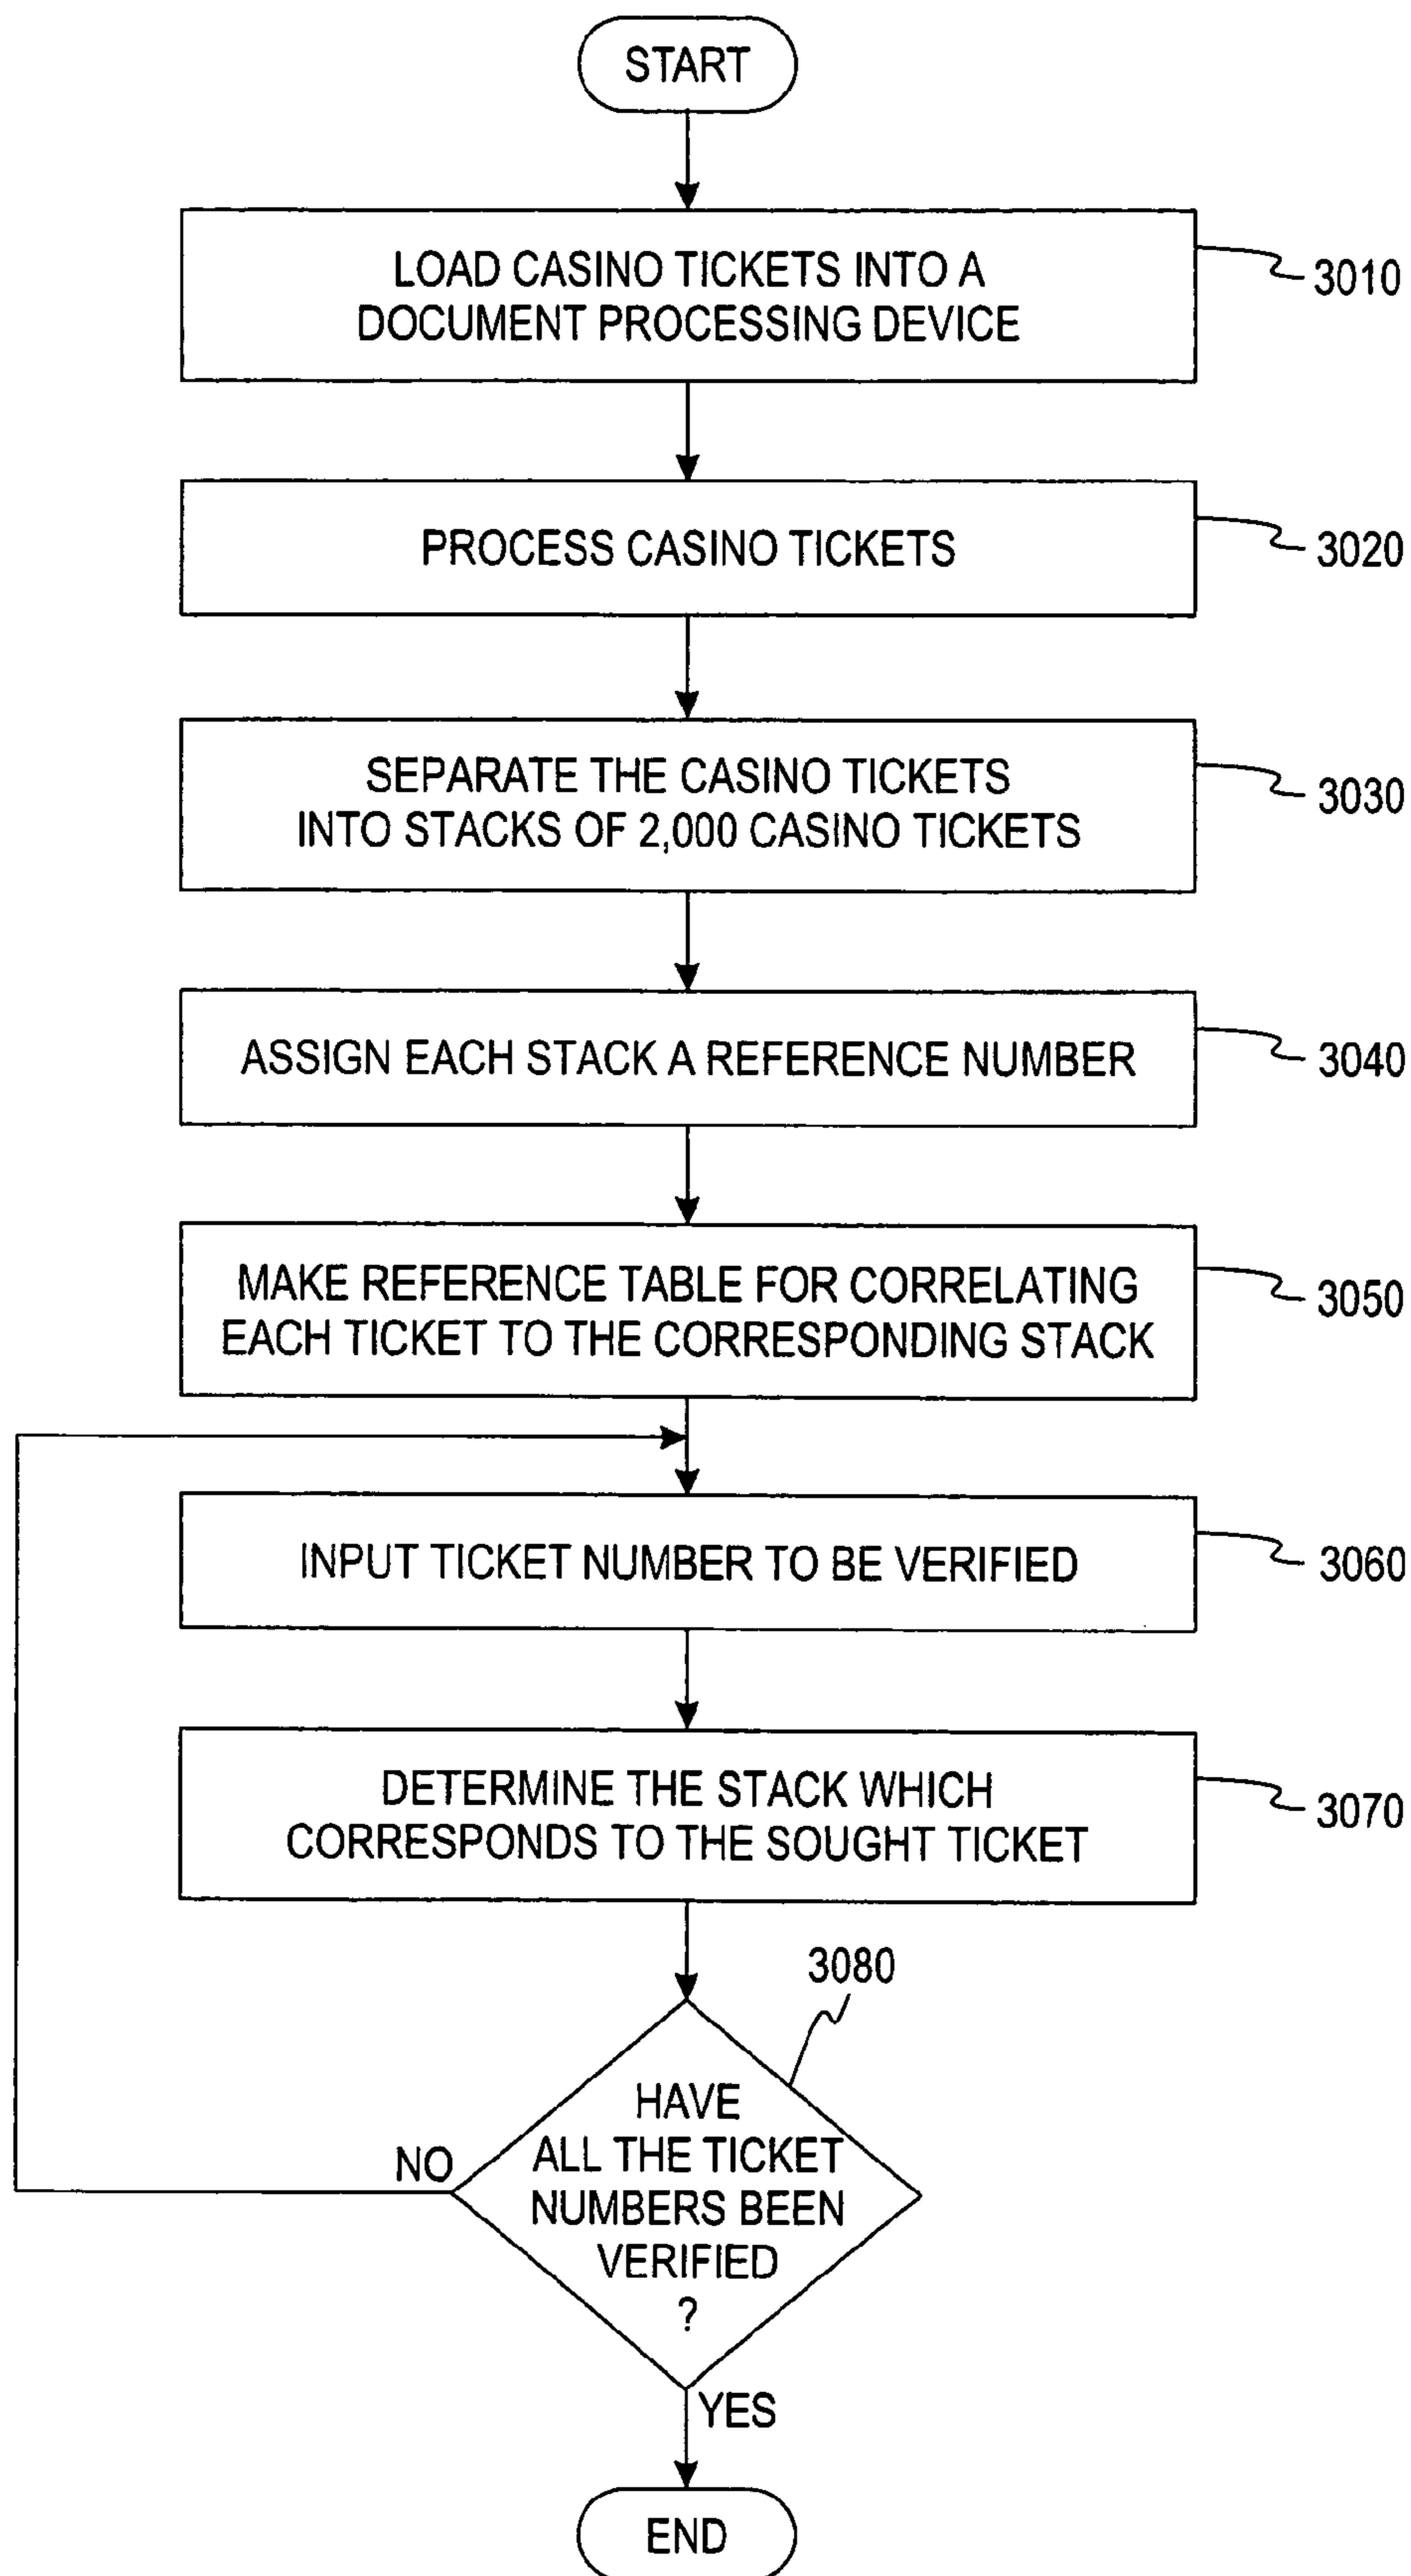 START
LOAD CASINO TICKETS INTO A
DOCUMENT PROCESSING DEVICE
3010
PROCESS CASINO TICKETS
3020
SEPARATE THE CASINO TICKETS
INTO STACKS OF 2,000 CASINO TICKETS
3030
ASSIGN EACH STACK A REFERENCE NUMBER
3040
MAKE REFERENCE TABLE FOR CORRELATING
EACH TICKET TO THE CORRESPONDING STACK
3050
INPUT TICKET NUMBER TO BE VERIFIED
3060
DETERMINE THE STACK WHICH
CORRESPONDS TO THE SOUGHT TICKET
3070
3080
HAVE
ALL THE TICKET
NUMBERS BEEN
VERIFIED
?
NO
YES
END